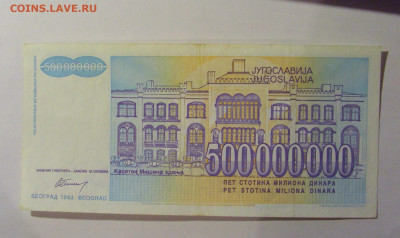 COINS.LAVE.RU
500000000
ЈУГОСЛАВИЈА
JUGOSLAVIJA
500000000
ПЕТ СТОТИНА МИЛИОНА ДИНАРА
PET STOTINA MILIONA DINARA
БЕОГРАД 1993. BEOGRAD